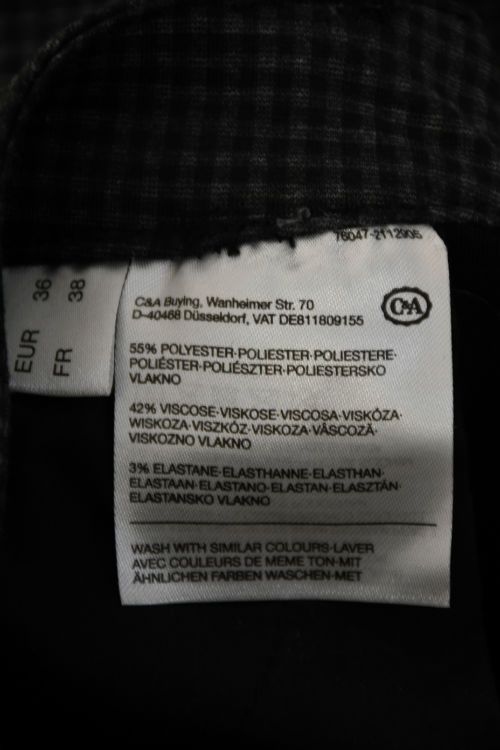 76047-2112905
C&A Buying, Wanheimer Str. 70
D-40468 Düsseldorf, VAT DE811809155
C&A
55% POLYESTER·POLIESTER·POLIESTERE·
POLIÉSTER·POLIÉSZTER·POLIESTERSKO
VLAKNO
42% VISCOSE·VISKOSE·VISCOSA·VISKÓZA·
WISKOZA·VISZKÓZ·VISKOZA·VÂSCOZĂ·
VISKOZNO VLAKNO
3% ELASTANE·ELASTHANNE·ELASTHAN·
ELASTAAN·ELASTANO·ELASTAN·ELASZTÁN·
ELASTANSKO VLAKNO
WASH WITH SIMILAR COLOURS·LAVER
AVEC COULEURS DE MEME TON·MIT
ÄHNLICHEN FARBEN WASCHEN·MET
EUR 36
FR 38